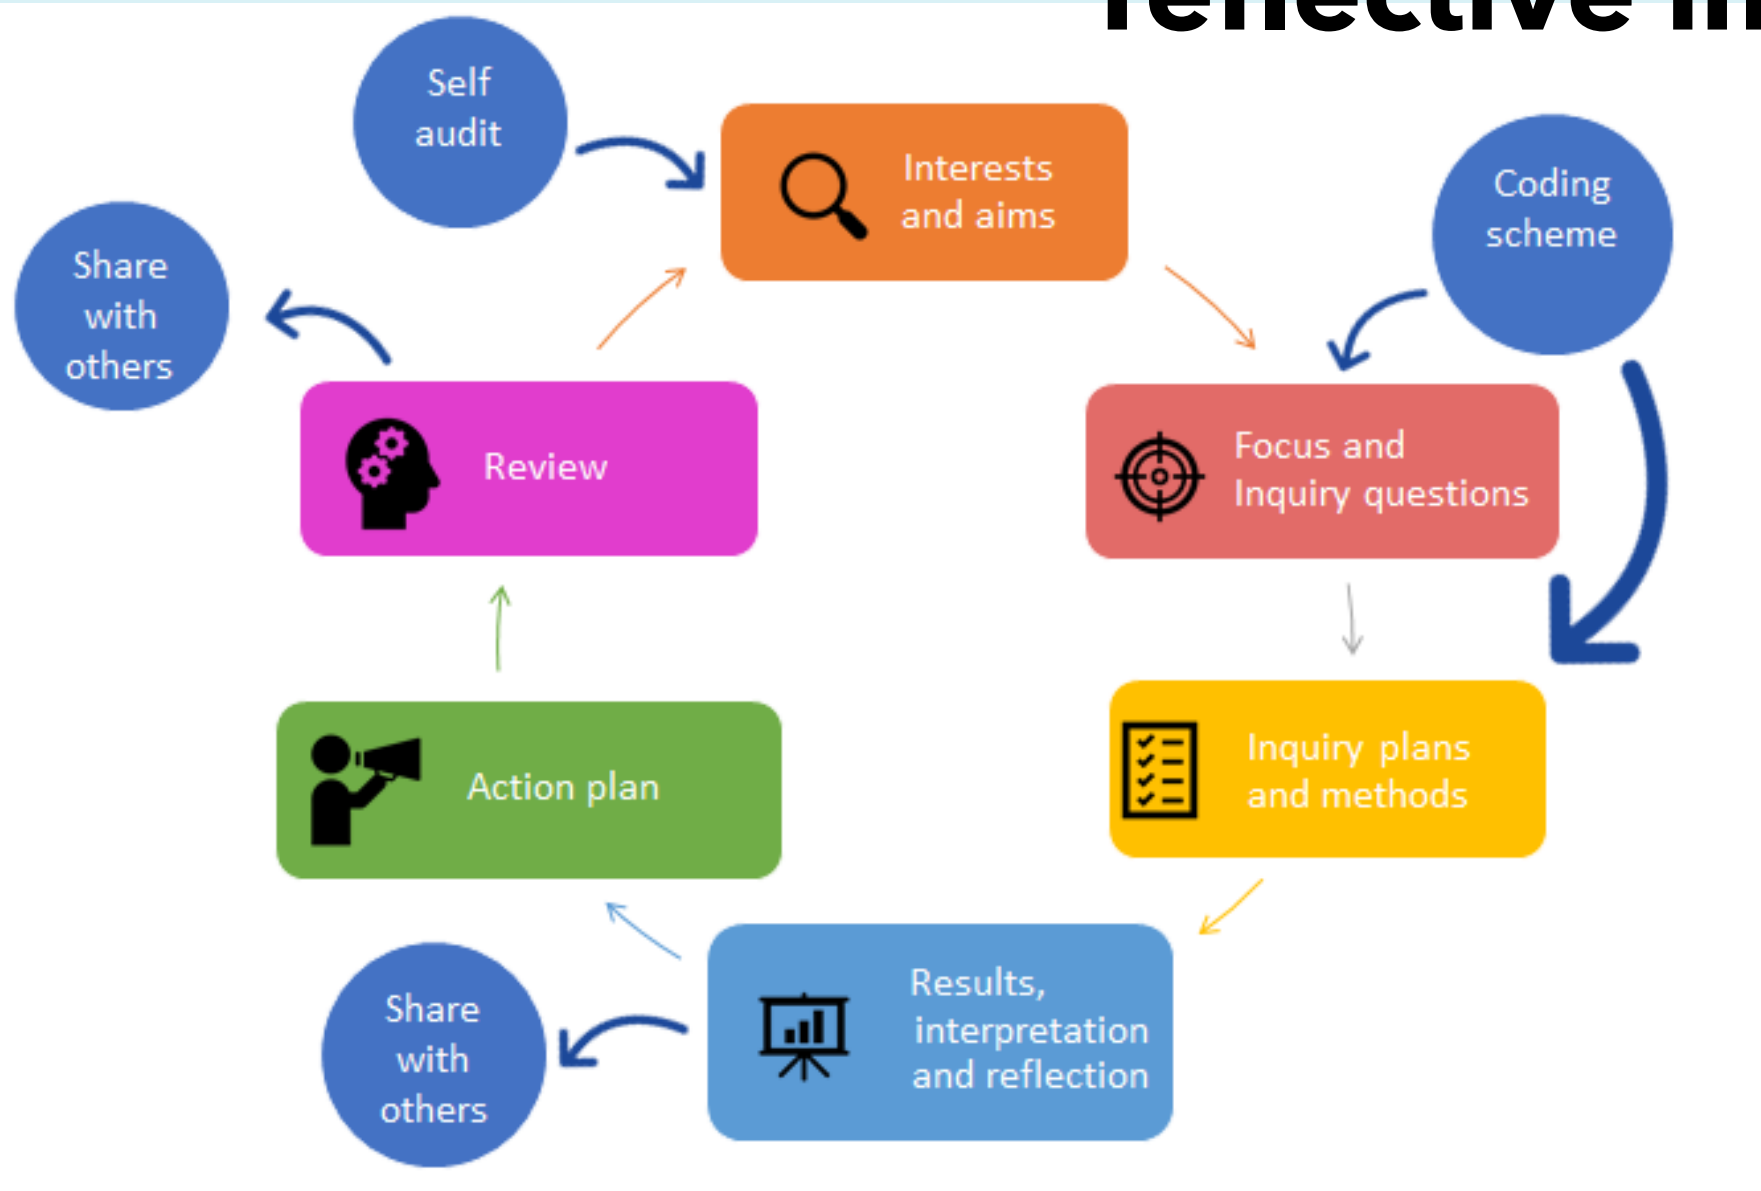 reflective
Self
audit
Interests
and aims
Coding
scheme
Share
with
others
Review
Focus and
Inquiry questions
Action plan
Inquiry plans
and methods
Results,
interpretation
and reflection
Share
with
others